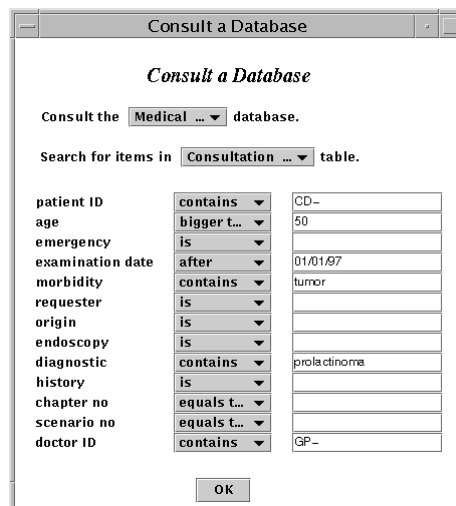 Consult a Database
Consult a Database
Consult the Medical ... database.
Search for items in Consultation ... table.
patient ID contains CD-
age bigger t... 50
emergency is
examination date after 01/01/97
morbidity contains tumor
requester is
origin is
endoscopy is
diagnostic contains prolactinoma
history is
chapter no equals t...
scenario no equals t...
doctor ID contains GP-
OK